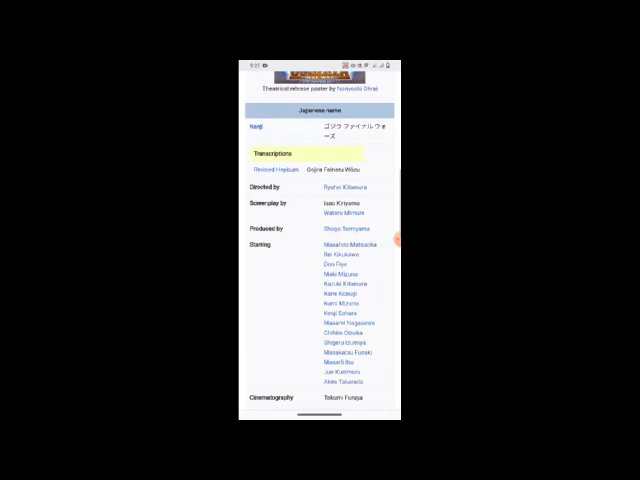 9:21
Theatrical release poster by Noriyoshi Ohrai
Japanese name
Kanji ゴジラ ファイナル ウォ
ーズ
Transcriptions
Revised Hepburn Gojira Fainaru Wōzu
Directed by Ryuhei Kitamura
Screenplay by Isao Kiriyama
Wataru Mimura
Produced by Shogo Tomiyama
Starring Masahiro Matsuoka
Rei Kikukawa
Don Frye
Maki Mizuno
Kazuki Kitamura
Kane Kosugi
Kumi Mizuno
Kenji Sahara
Masami Nagasawa
Chihiro Otsuka
Shigeru Izumiya
Masakatsu Funaki
Masatō Ibu
Jun Kunimura
Akira Takarada
Cinematography Takumi Furuya